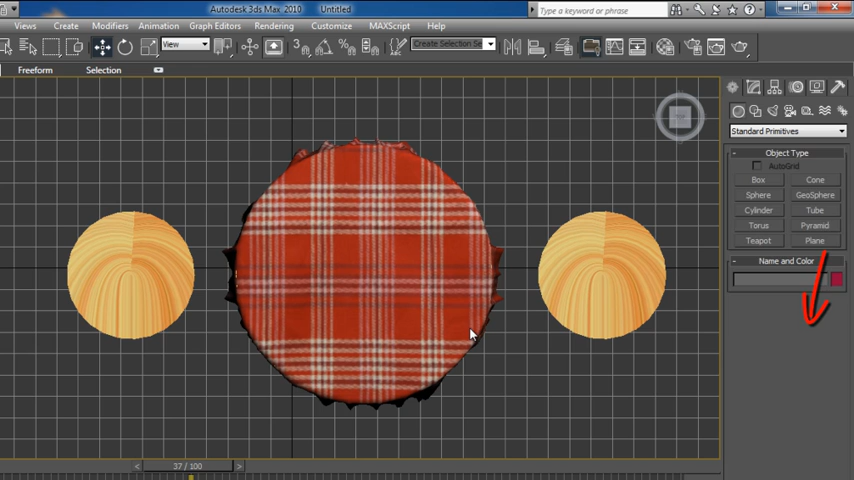 Autodesk 3ds Max 2010 Untitled
Type a keyword or phrase
Views Create Modifiers Animation Graph Editors Rendering Customize MAXScript Help
View
Create Selection Se
Freeform Selection
Standard Primitives
- Object Type
AutoGrid
Box Cone
Sphere GeoSphere
Cylinder Tube
Torus Pyramid
Teapot Plane
- Name and Color
< 37 / 100 >